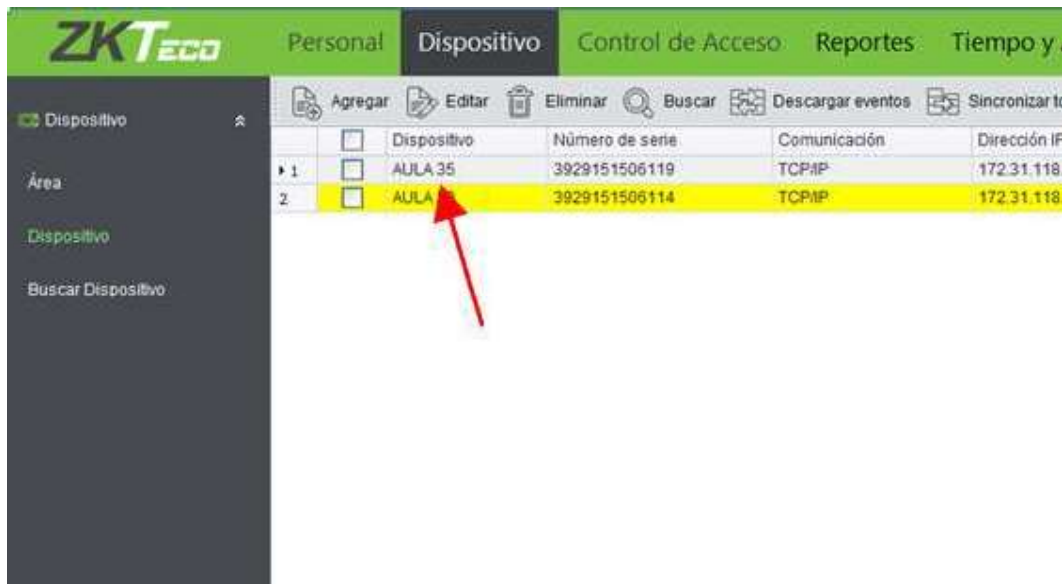 ZKTeco
Personal Dispositivo Control de Acceso Reportes Tiempo y
Agregar Editar Eliminar Buscar Descargar eventos Sincronizar
Dispositivo
Área
Dispositivo
Buscar Dispositivo
Dispositivo Número de serie Comunicación Dirección IP
1 AULA 35 3929151506119 TCP/IP 172.31.118
2 AULA 3929151506114 TCP/IP 172.31.118